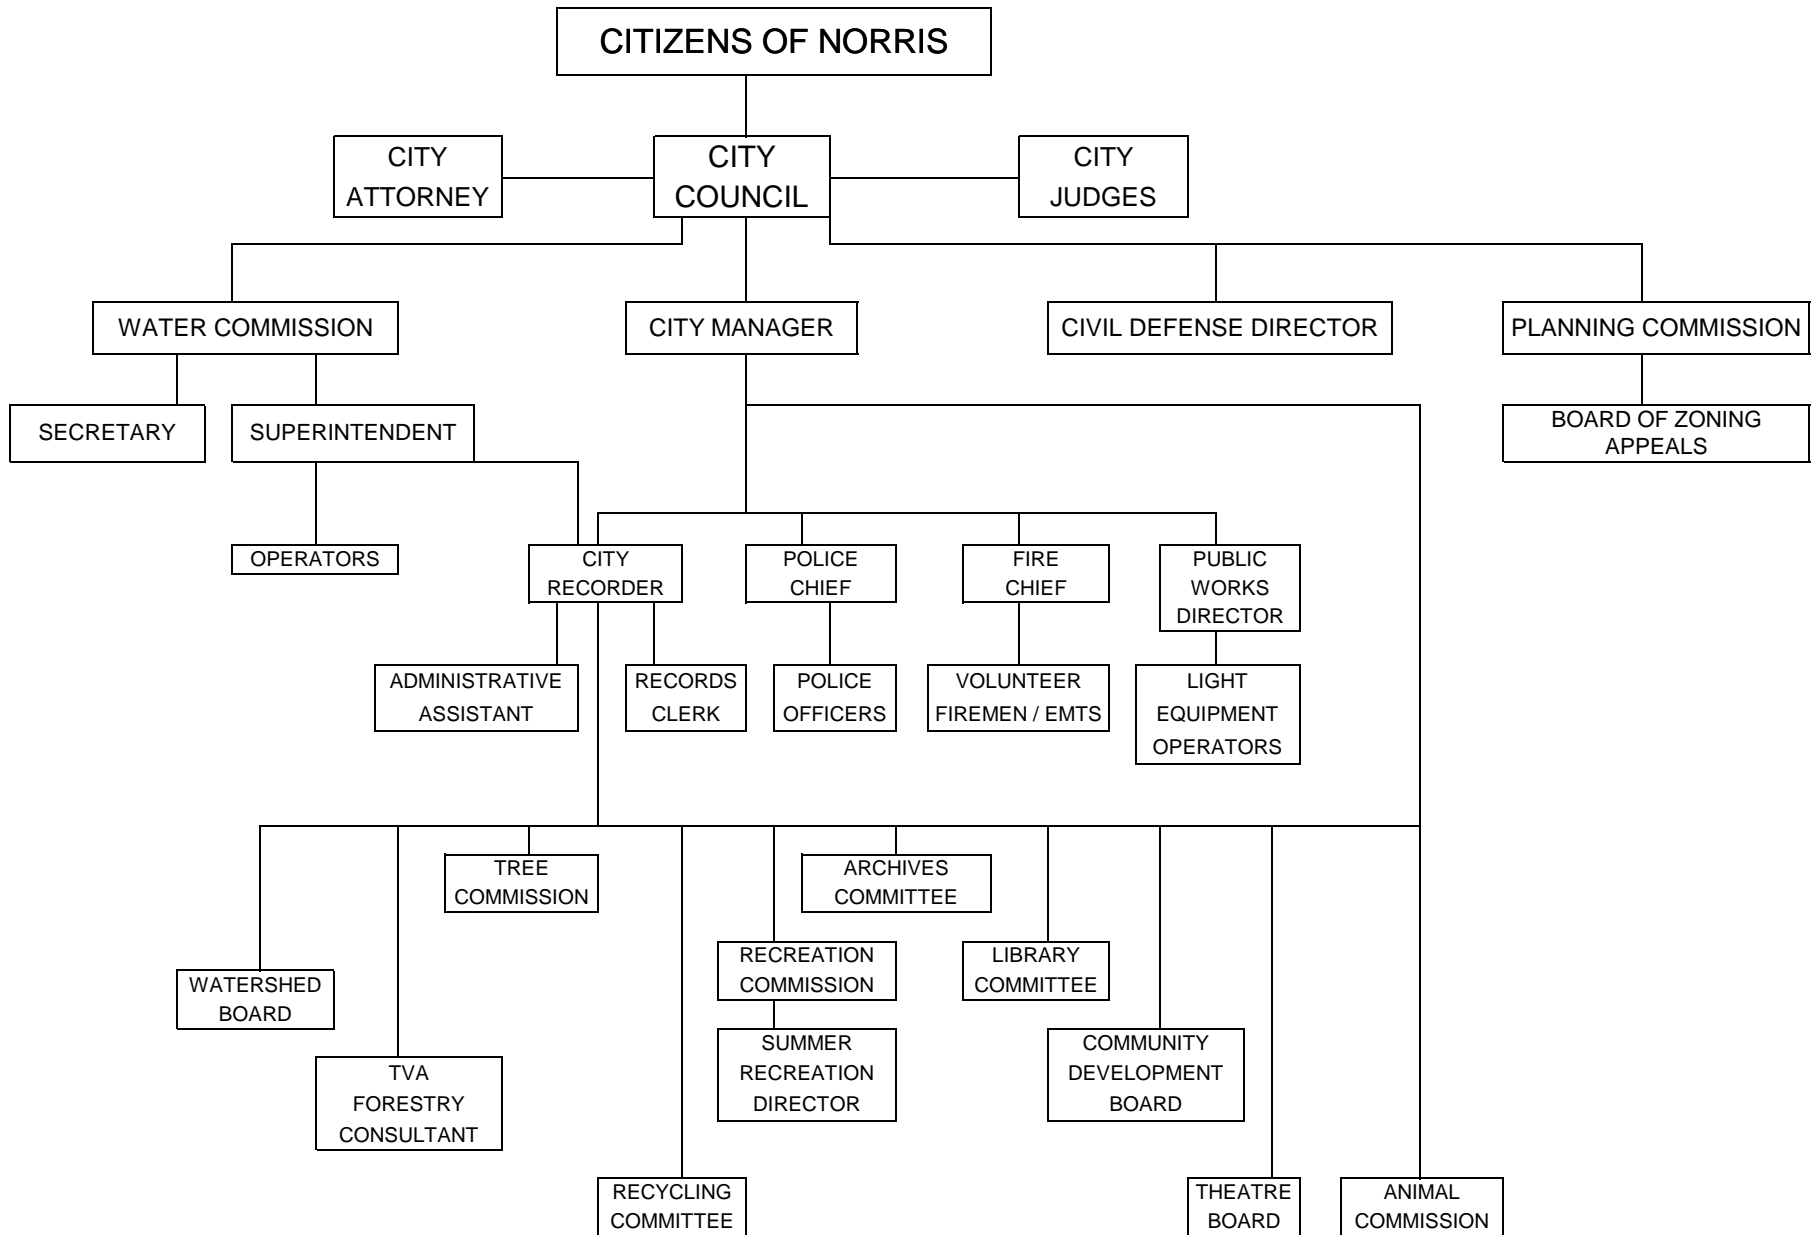 CITIZENS OF NORRIS
CITY
ATTORNEY
CITY
COUNCIL
CITY
JUDGES
WATER COMMISSION
CITY MANAGER
CIVIL DEFENSE DIRECTOR
PLANNING COMMISSION
SECRETARY
SUPERINTENDENT
BOARD OF ZONING
APPEALS
OPERATORS
CITY
RECORDER
POLICE
CHIEF
FIRE
CHIEF
PUBLIC
WORKS
DIRECTOR
ADMINISTRATIVE
ASSISTANT
RECORDS
CLERK
POLICE
OFFICERS
VOLUNTEER
FIREMEN / EMTS
LIGHT
EQUIPMENT
OPERATORS
TREE
COMMISSION
ARCHIVES
COMMITTEE
RECREATION
COMMISSION
LIBRARY
COMMITTEE
WATERSHED
BOARD
SUMMER
RECREATION
DIRECTOR
COMMUNITY
DEVELOPMENT
BOARD
TVA
FORESTRY
CONSULTANT
RECYCLING
COMMITTEE
THEATRE
BOARD
ANIMAL
COMMISSION